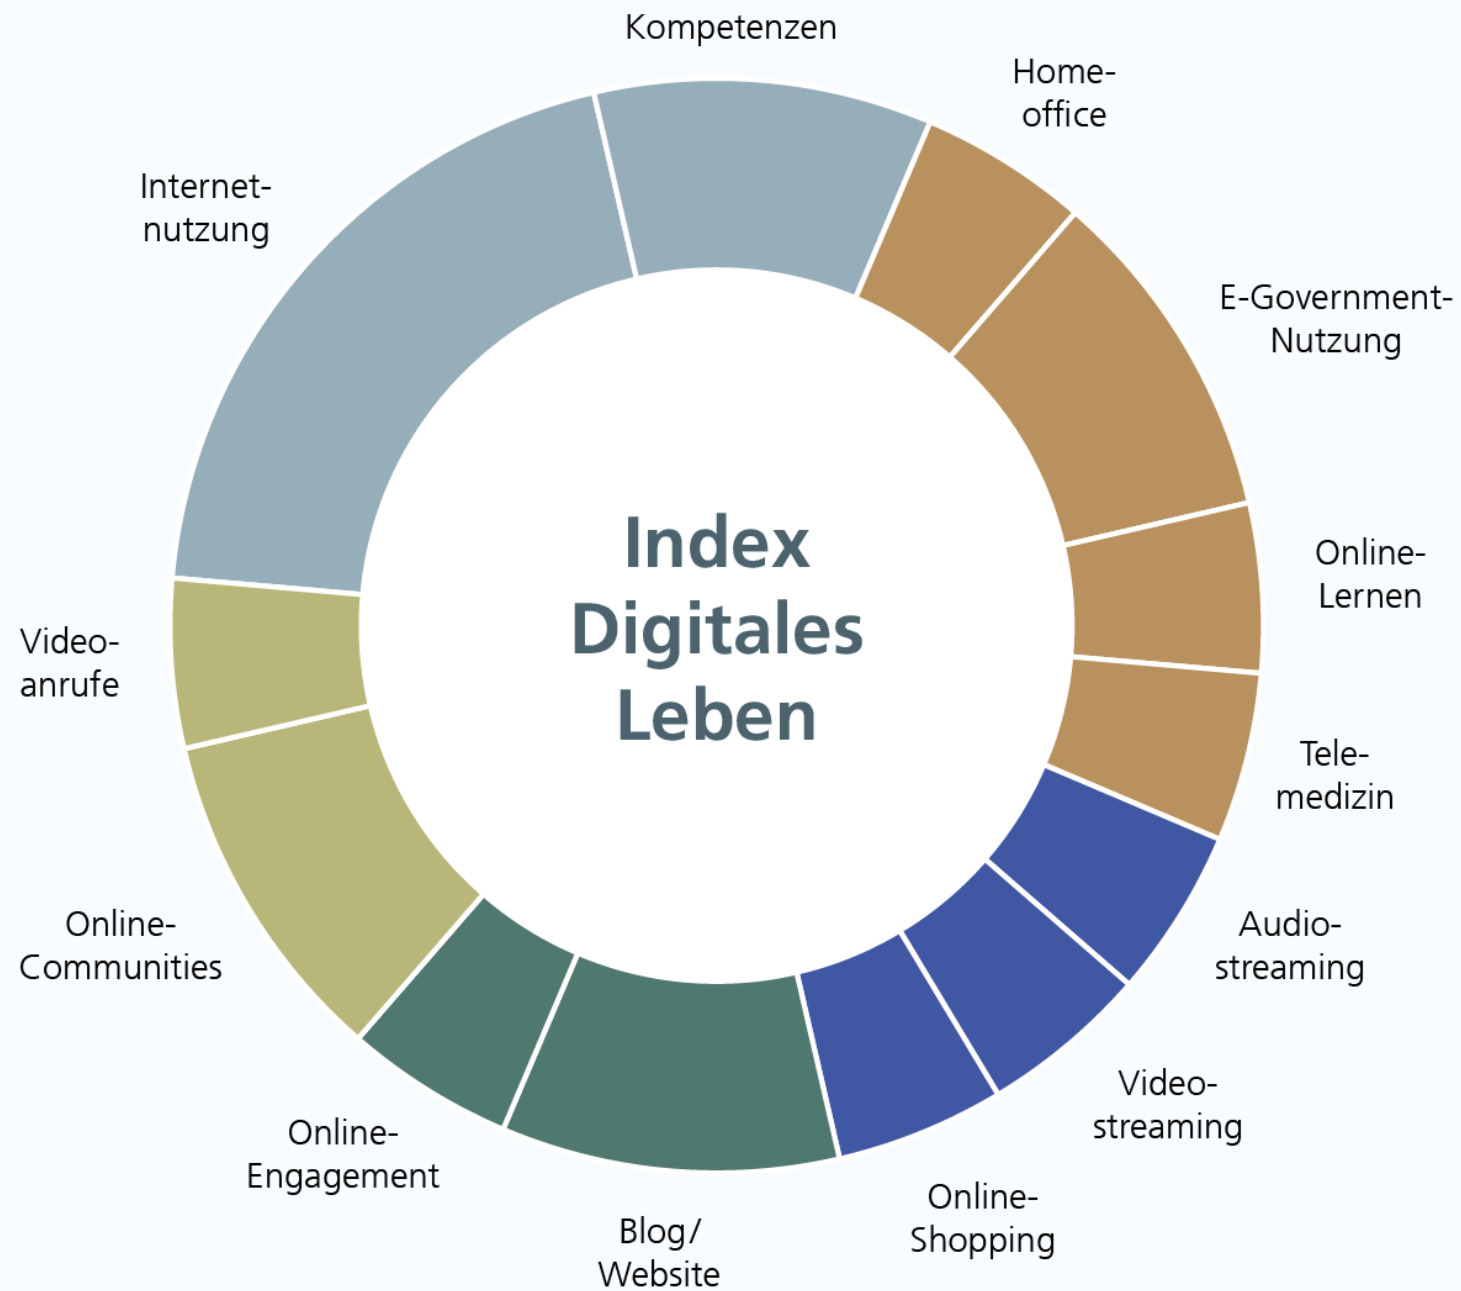 Kompetenzen
Home-
office
E-Government-
Nutzung
Online-
Lernen
Tele-
medizin
Audio-
streaming
Video-
streaming
Online-
Shopping
Blog/
Website
Online-
Engagement
Online-
Communities
Video-
anrufe
Internet-
nutzung
Index
Digitales
Leben